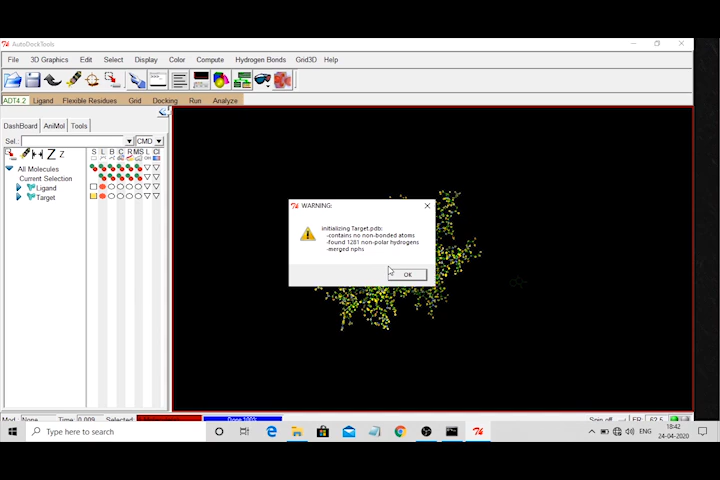 AutoDockTools
File 3D Graphics Edit Select Display Color Compute Hydrogen Bonds Grid3D Help
ADT4.2 Ligand Flexible Residues Grid Docking Run Analyze
DashBoard AniMol Tools
Sel.: CMD
S L B C R MS L Cl
All Molecules
Current Selection
Ligand
Target
WARNING:
initializing Target.pdb:
-contains no non-bonded atoms
-found 1281 non-polar hydrogens
-merged nphs
OK
Mod.: None Time: 0.009 Selected: Done 100% Spin off FR: 62.5
Type here to search
ENG
18:42
24-04-2020